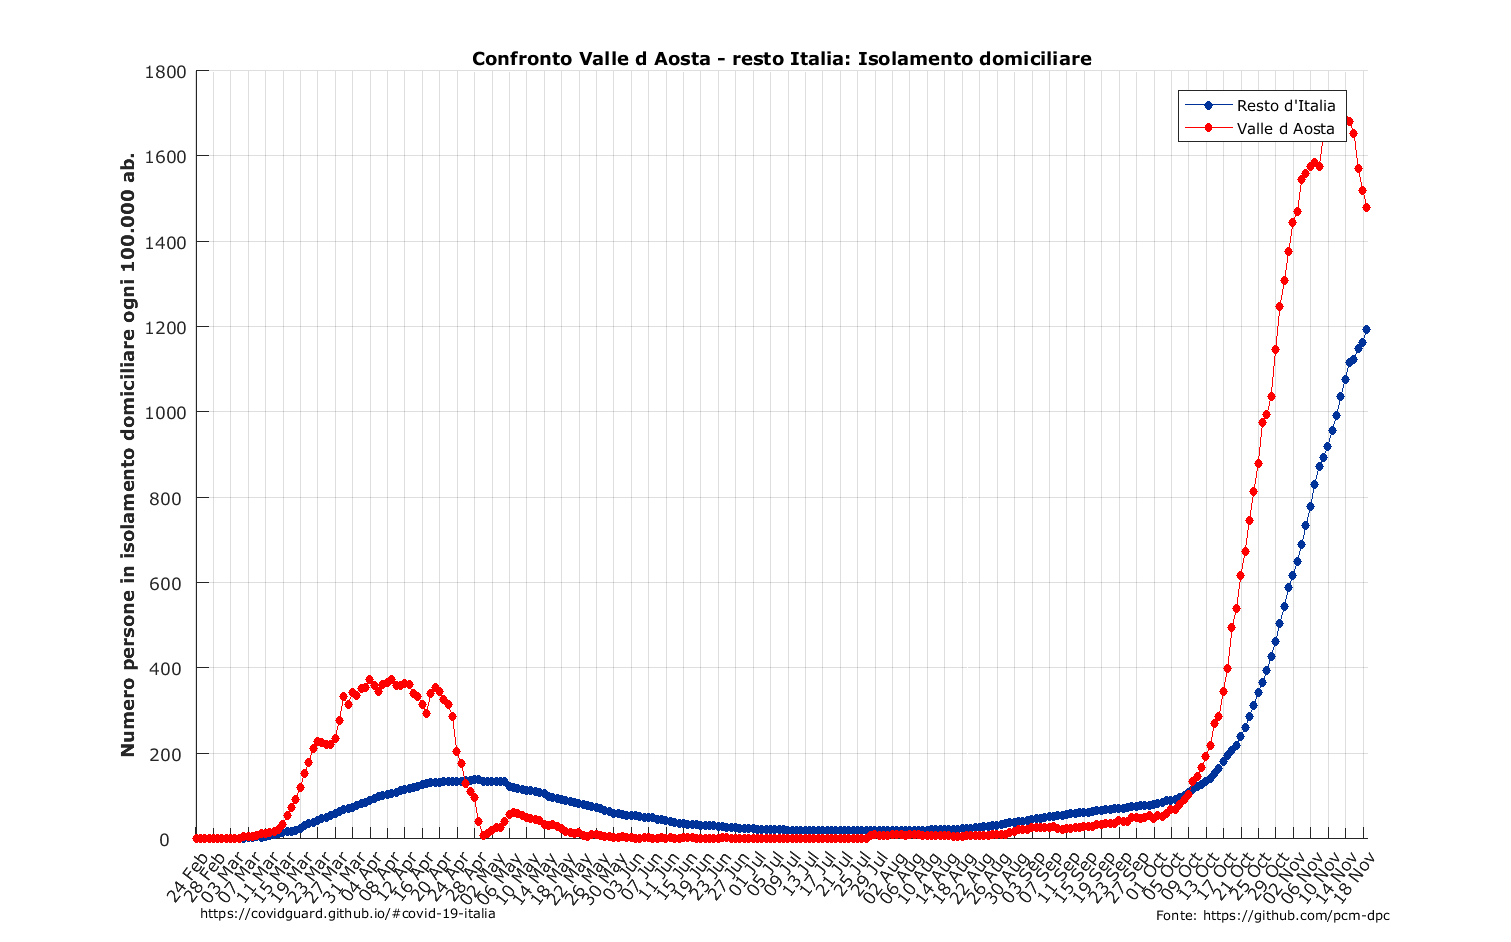 Confronto Valle d Aosta - resto Italia: Isolamento domiciliare
Numero persone in isolamento domiciliare ogni 100.000 ab.
1800
1600
1400
1200
1000
800
600
400
200
0
Resto d'Italia
Valle d Aosta
24 Feb
28 Feb
03 Mar
07 Mar
11 Mar
15 Mar
19 Mar
23 Mar
27 Mar
31 Mar
04 Apr
08 Apr
12 Apr
16 Apr
20 Apr
24 Apr
28 Apr
02 May
06 May
10 May
14 May
18 May
22 May
26 May
30 May
03 Jun
07 Jun
11 Jun
15 Jun
19 Jun
23 Jun
27 Jun
01 Jul
05 Jul
09 Jul
13 Jul
17 Jul
21 Jul
25 Jul
29 Jul
02 Aug
06 Aug
10 Aug
14 Aug
18 Aug
22 Aug
26 Aug
30 Aug
03 Sep
07 Sep
11 Sep
15 Sep
19 Sep
23 Sep
27 Sep
01 Oct
05 Oct
09 Oct
13 Oct
17 Oct
21 Oct
25 Oct
29 Oct
02 Nov
06 Nov
10 Nov
14 Nov
18 Nov
https://covidguard.github.io/#covid-19-italia
Fonte: https://github.com/pcm-dpc